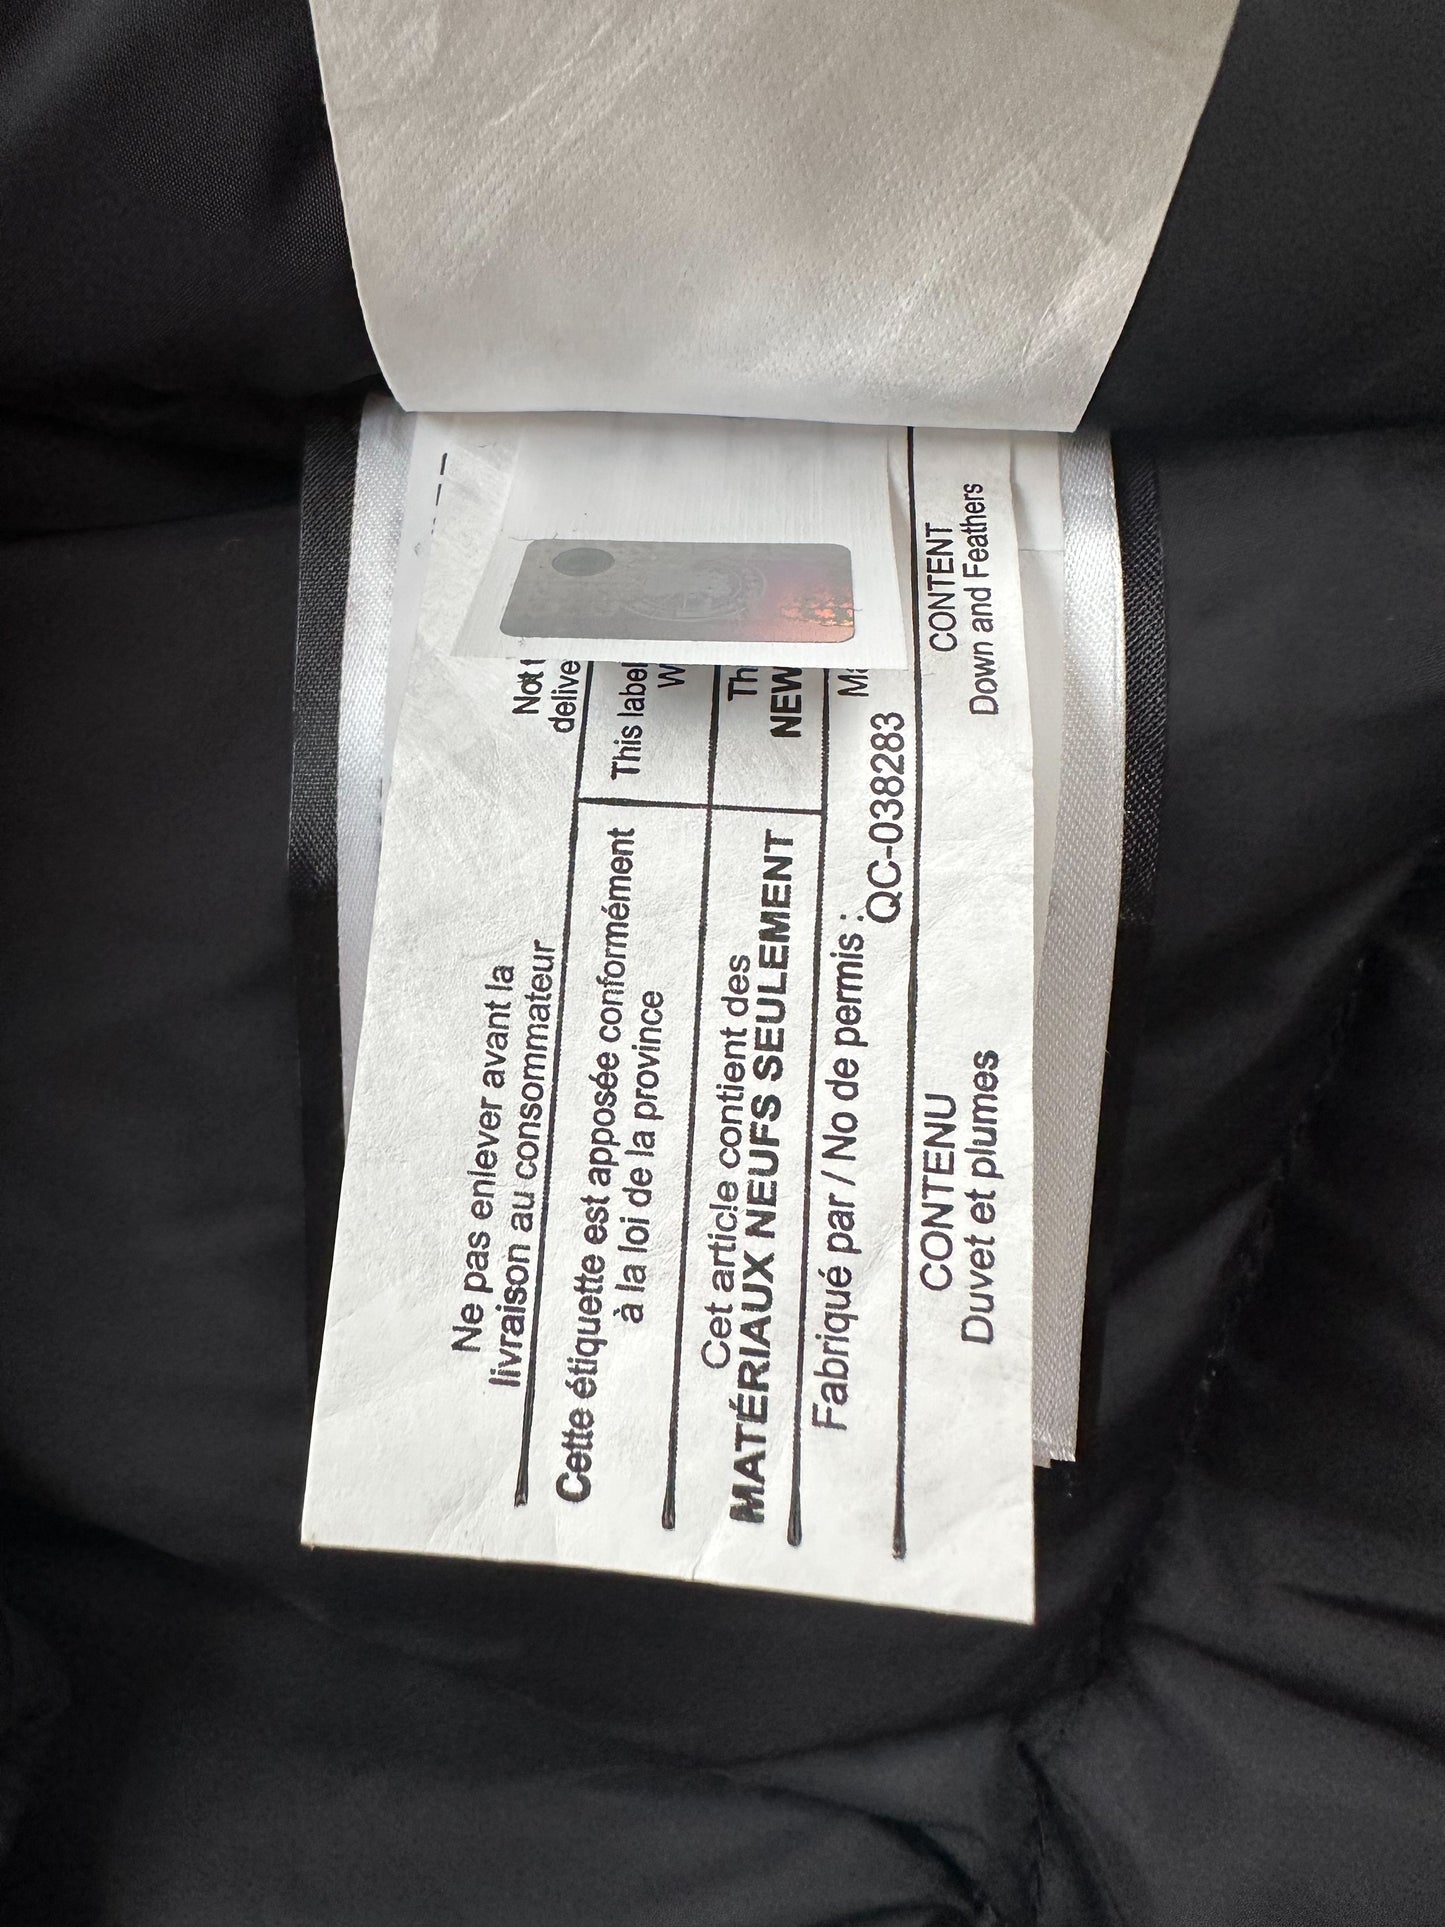 Ne pas enlever avant la
livraison au consommateur
Cette étiquette est apposée conformément
à la loi de la province
Cet article contient des
MATÉRIAUX NEUFS SEULEMENT
Fabriqué par / No de permis :
QC-038283
CONTENU
Duvet et plumes
Not
This label
NEW
CONTENT
Down and Feathers